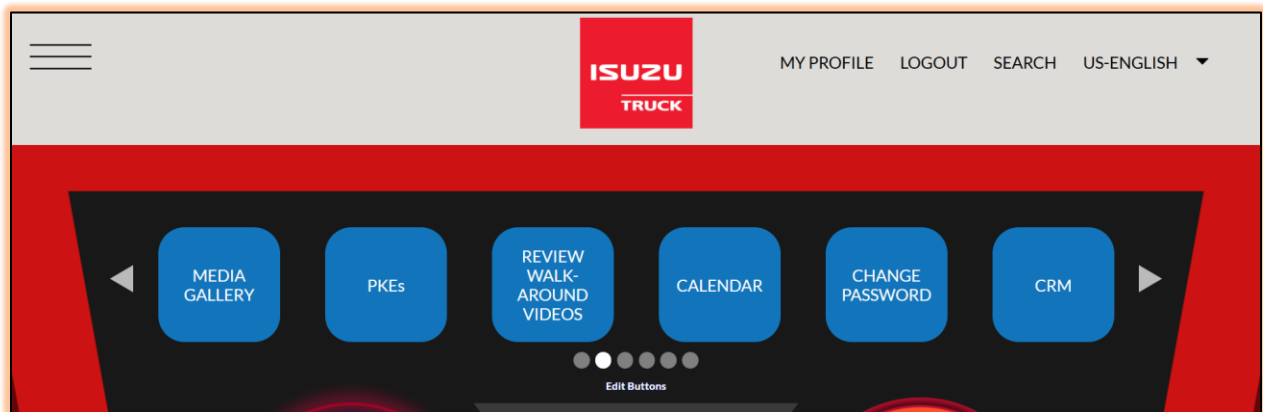 ISUZU
TRUCK
MY PROFILE LOGOUT SEARCH US-ENGLISH
MEDIA
GALLERY
PKEs
REVIEW
WALK-
AROUND
VIDEOS
CALENDAR
CHANGE
PASSWORD
CRM
Edit Buttons